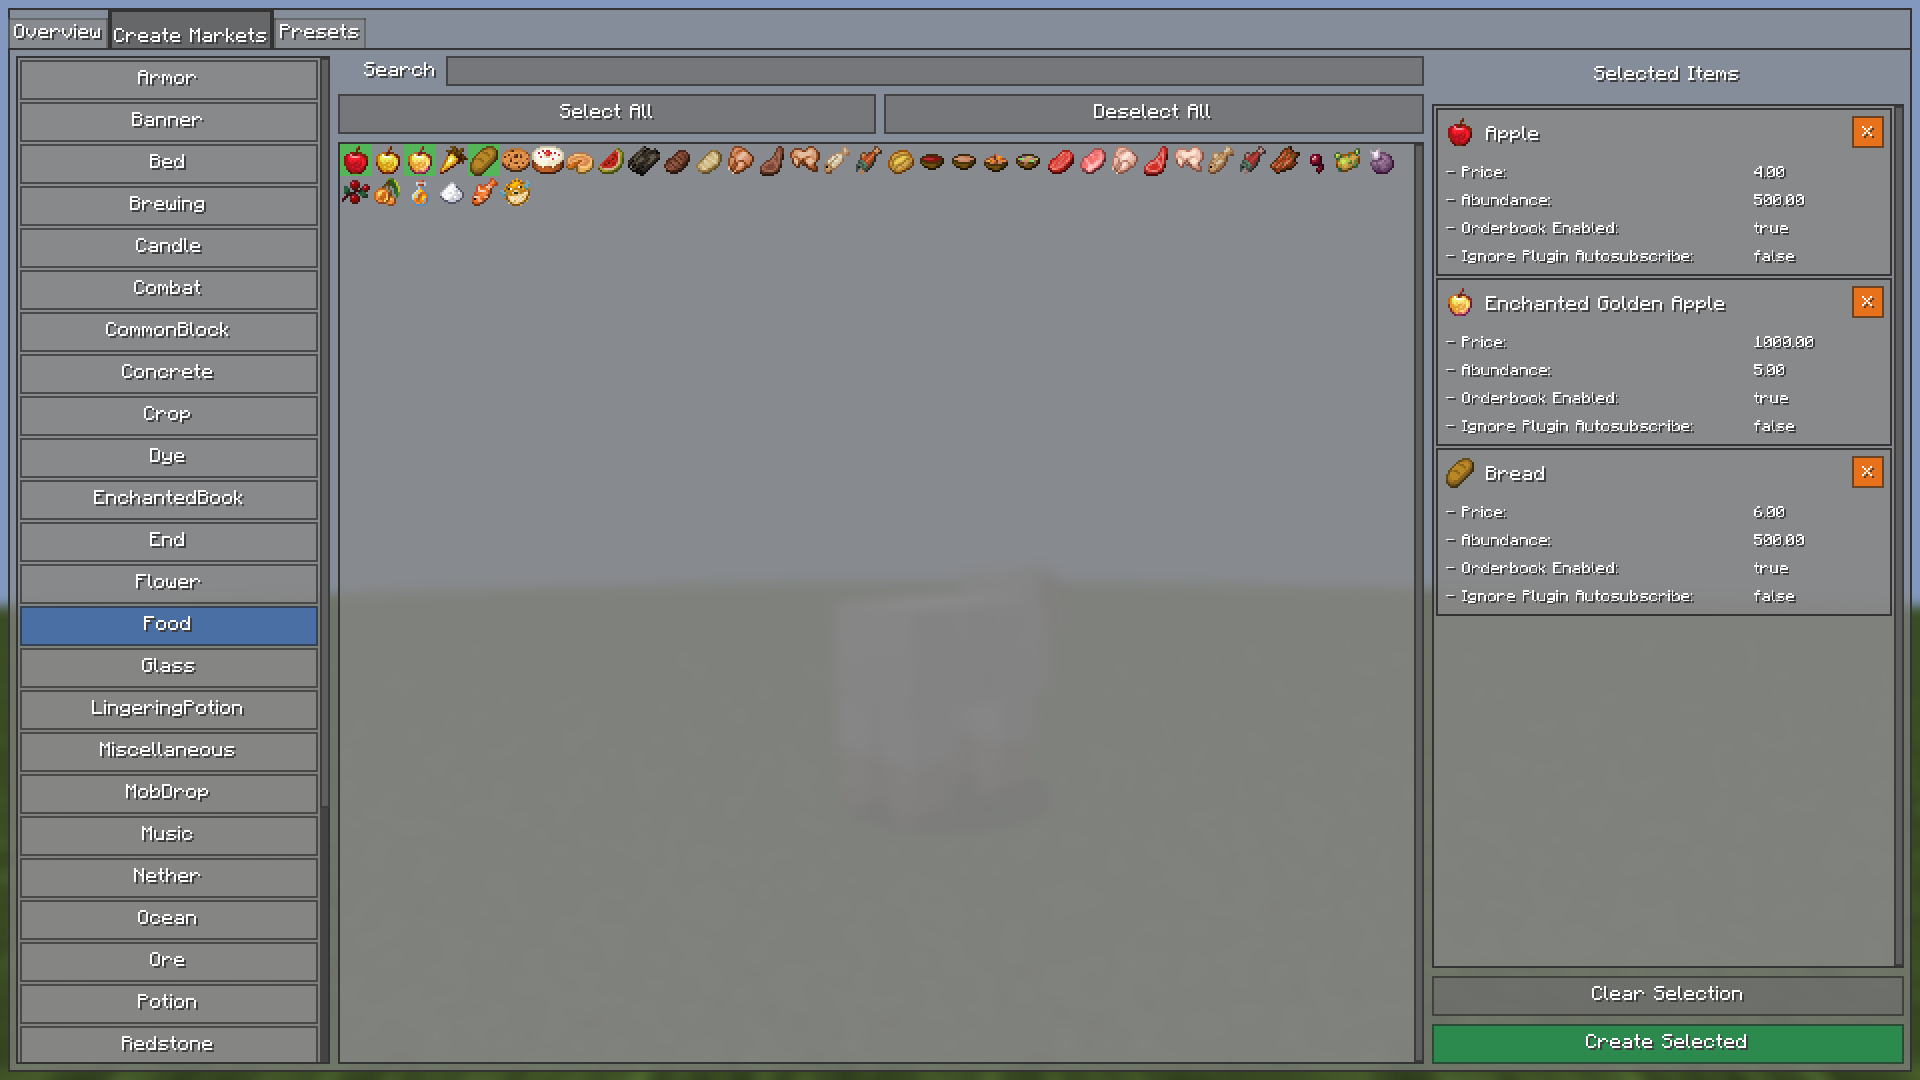 Overview
Create Markets
Presets
Armor
Banner
Bed
Brewing
Candle
Combat
CommonBlock
Concrete
Crop
Dye
EnchantedBook
End
Flower
Food
Glass
LingeringPotion
Miscellaneous
MobDrop
Music
Nether
Ocean
Ore
Potion
Redstone
Search
Select All
Deselect All
Selected Items
Apple
x
- Price: 4.00
- Abundance: 500.00
- Orderbook Enabled: true
- Ignore Plugin Autosubscribe: false
Enchanted Golden Apple
x
- Price: 1000.00
- Abundance: 5.00
- Orderbook Enabled: true
- Ignore Plugin Autosubscribe: false
Bread
x
- Price: 6.00
- Abundance: 500.00
- Orderbook Enabled: true
- Ignore Plugin Autosubscribe: false
Clear Selection
Create Selected